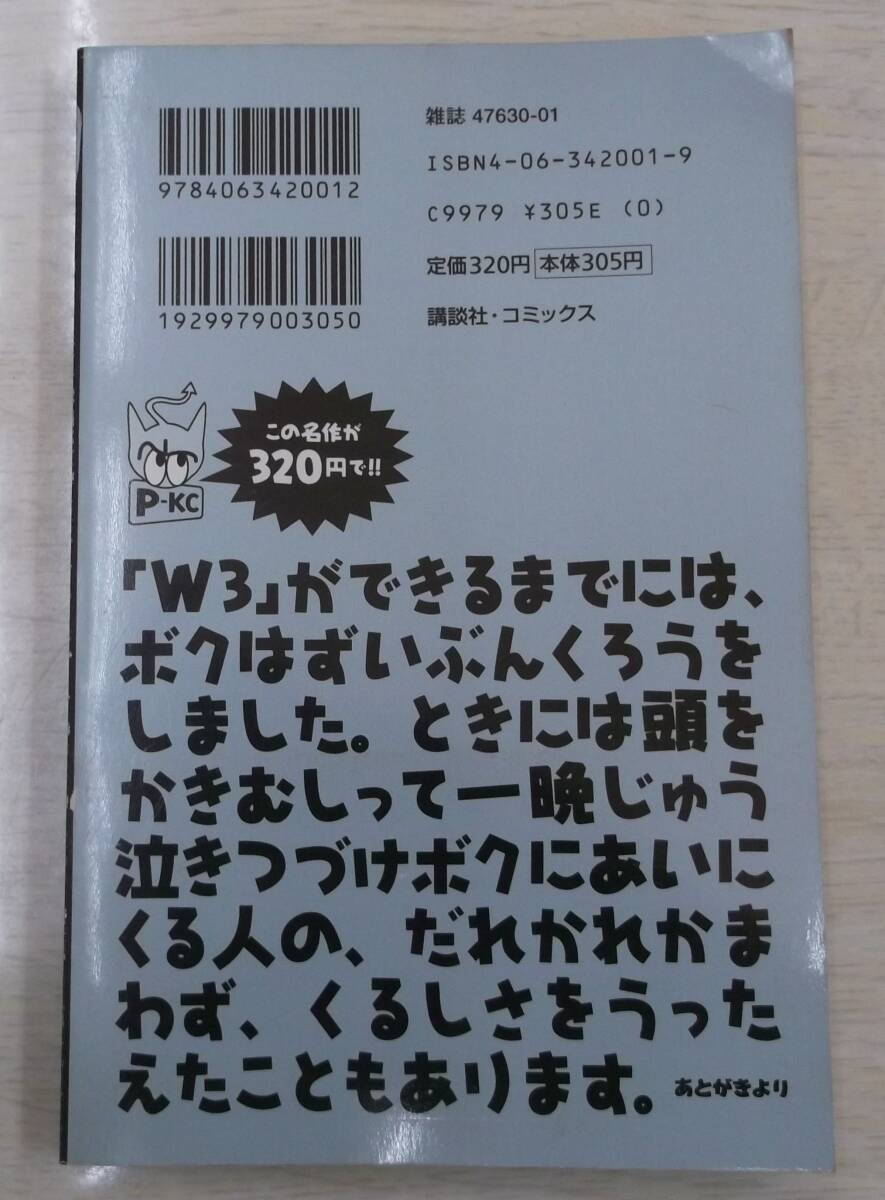 雑誌 47630-01
ISBN4-06-342001-9
9784063420012
C9979 ¥305E (0)
定価320円 本体305円
1929979003050
講談社・コミックス
この名作が
320円で!!
P-KC
「W3」ができるまでには、
ボクはずいぶんくろうを
しました。ときには頭を
かきむしって一晩じゅう
泣きつづけボクにあいに
くる人の、だれかれかま
わず、くるしさをうった
えたこともあります。 あとがきより